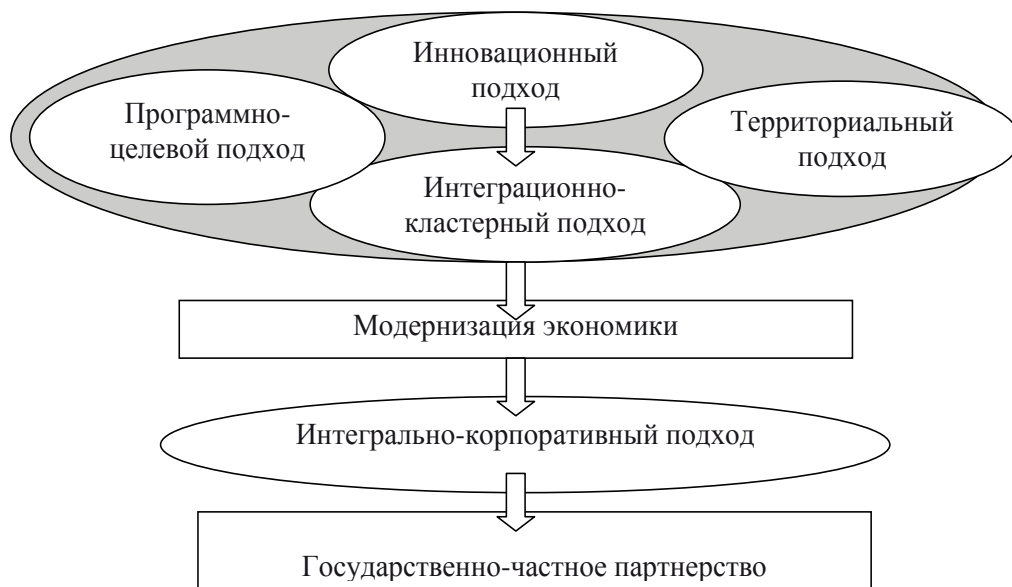 Инновационный
подход
Программно-
целевой подход
Территориальный
подход
Интеграционно-
кластерный подход
Модернизация экономики
Интегрально-корпоративный подход
Государственно-частное партнерство